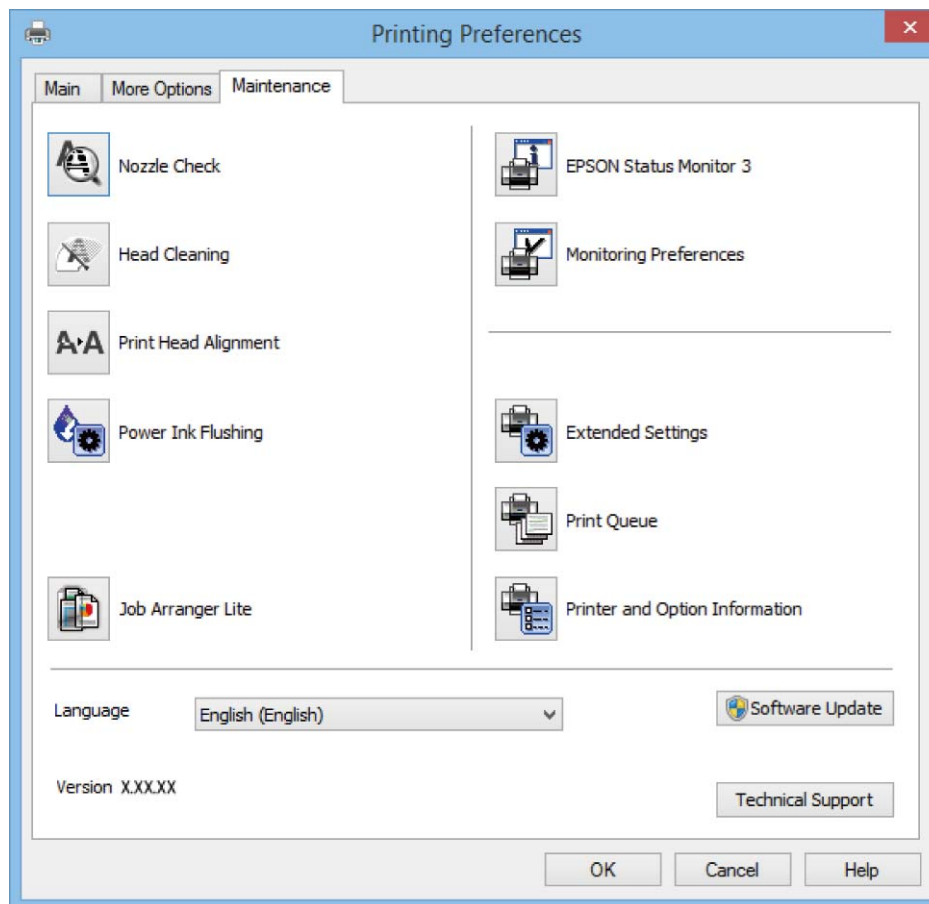 Printing Preferences
Main
More Options
Maintenance
Nozzle Check
Head Cleaning
A A Print Head Alignment
Power Ink Flushing
Job Arranger Lite
EPSON Status Monitor 3
Monitoring Preferences
Extended Settings
Print Queue
Printer and Option Information
Language
English (English)
Software Update
Version X.XX.XX
Technical Support
OK
Cancel
Help